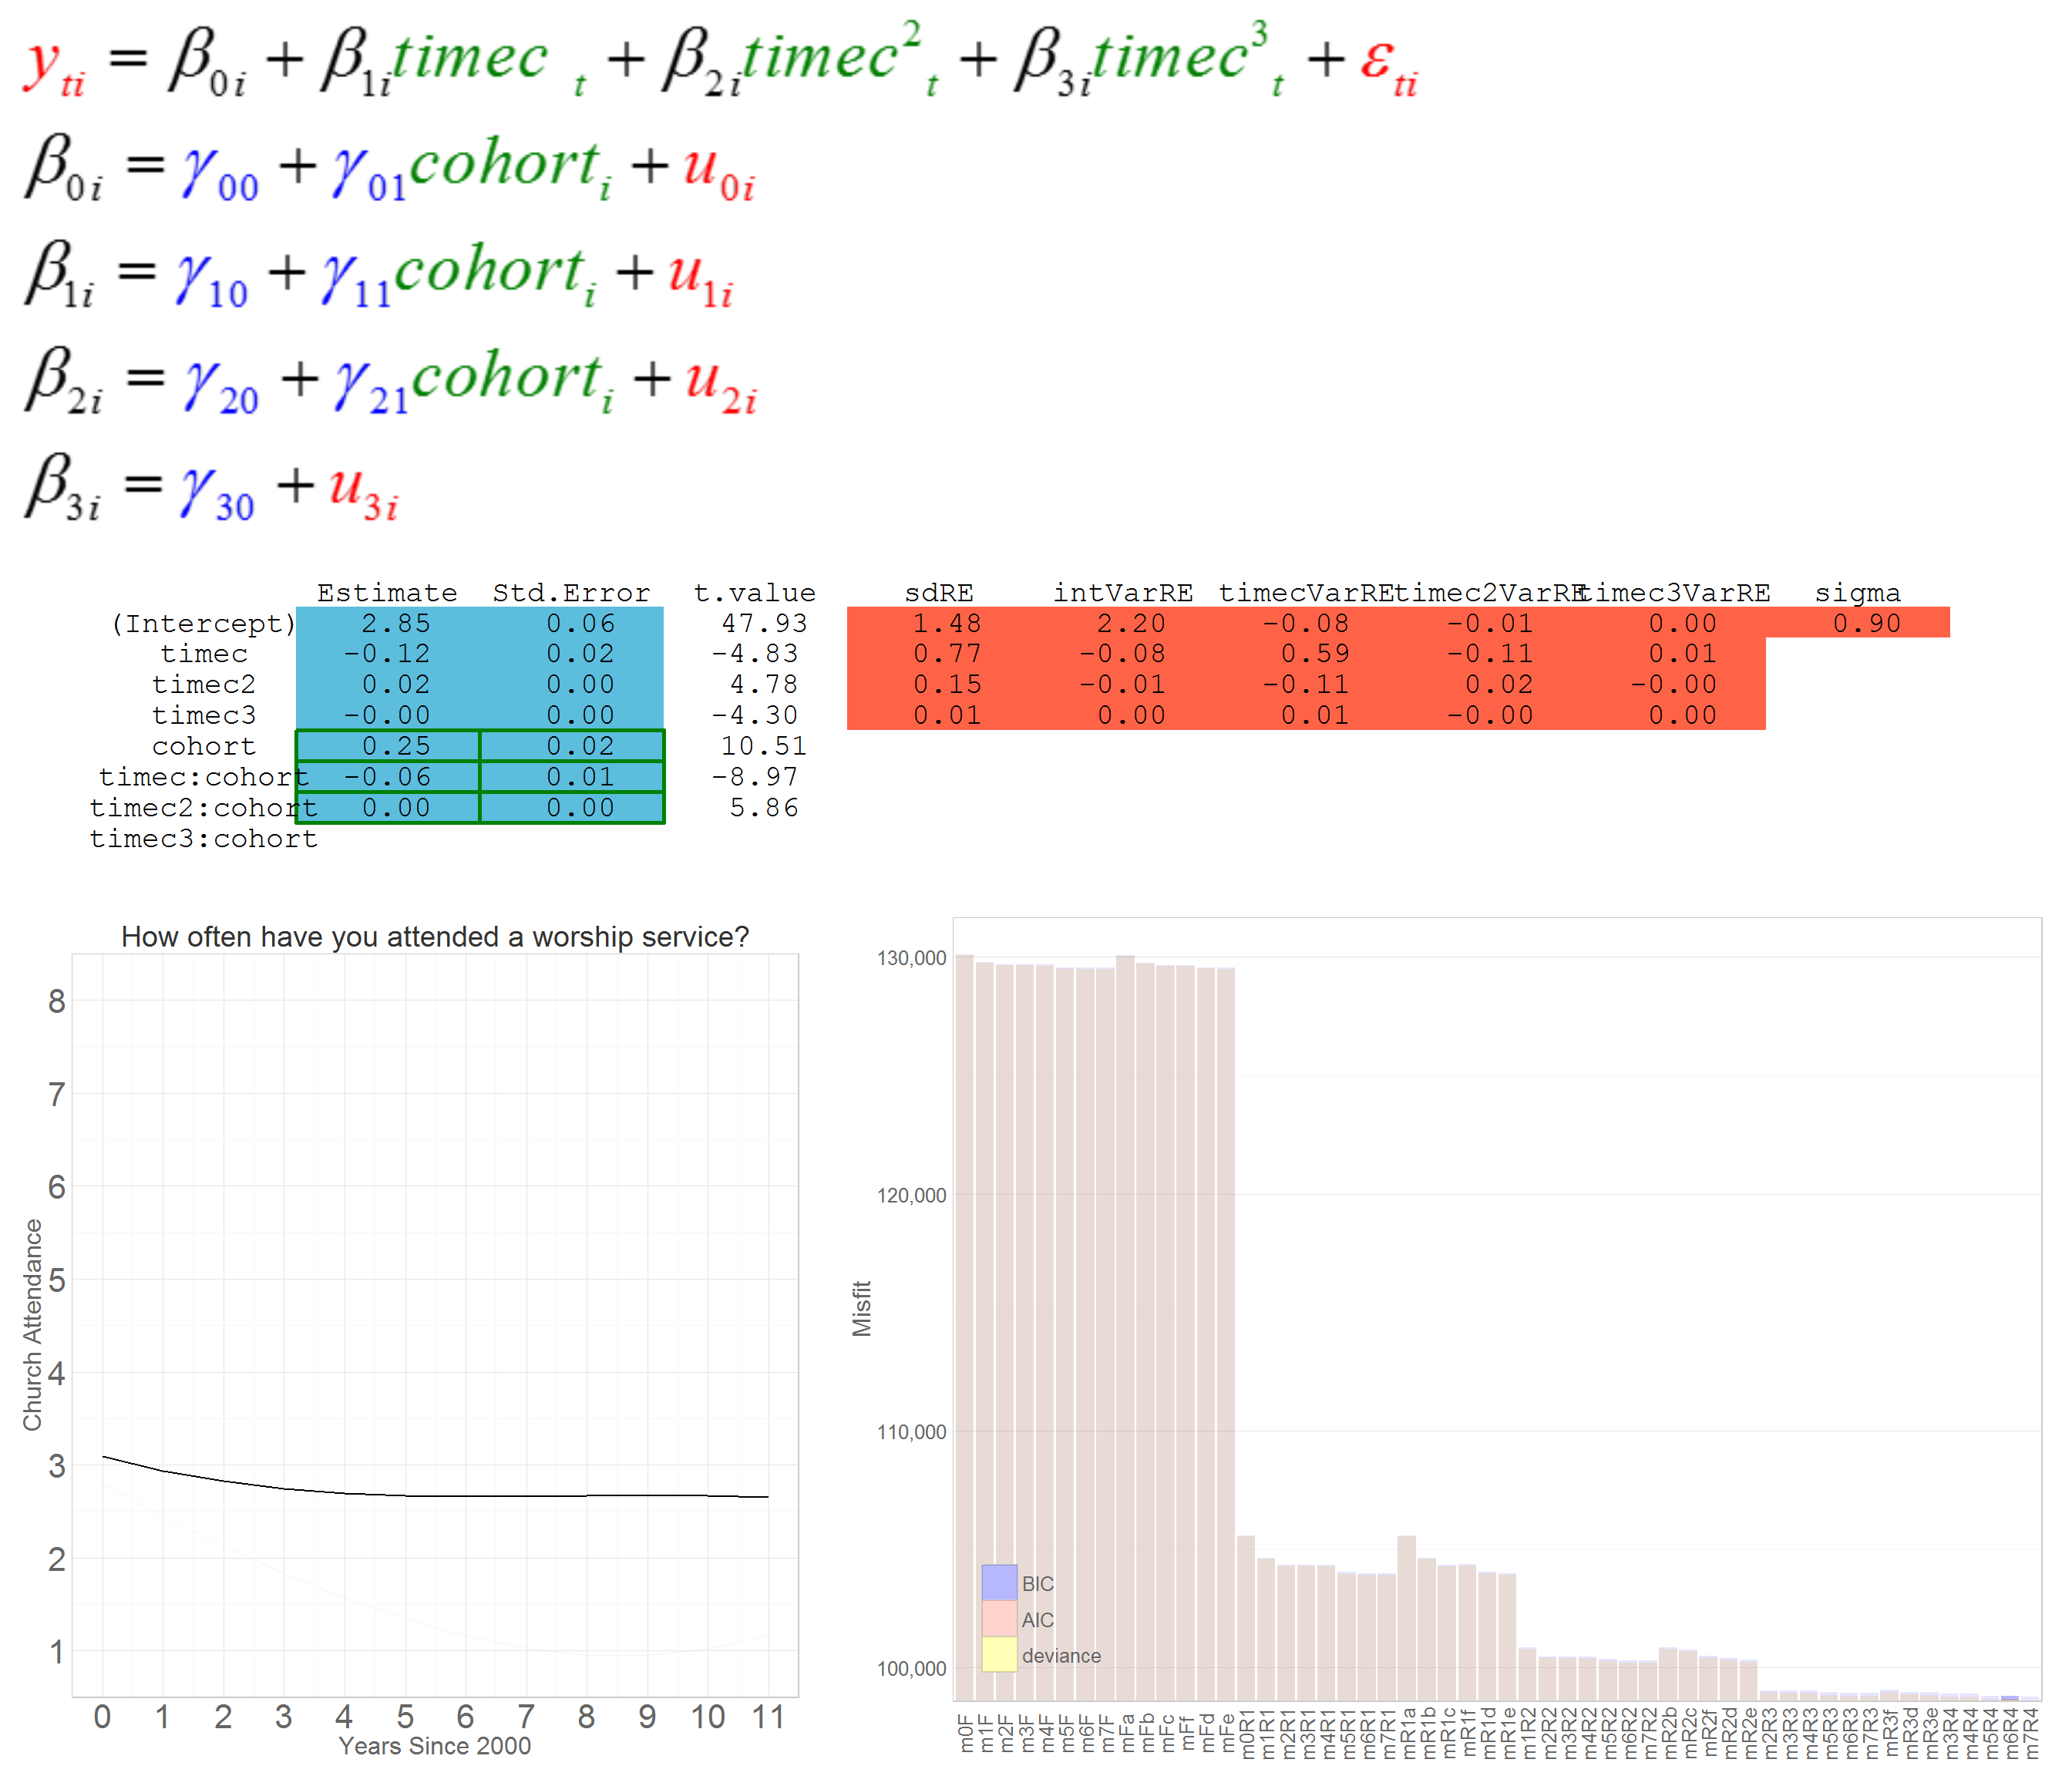 y_ti = β_0i + β_1i timec_t + β_2i timec²_t + β_3i timec³_t + ε_ti
β_0i = γ_00 + γ_01 cohort_i + u_0i
β_1i = γ_10 + γ_11 cohort_i + u_1i
β_2i = γ_20 + γ_21 cohort_i + u_2i
β_3i = γ_30 + u_3i
Estimate Std.Error t.value sdRE intVarRE timecVarRE timec2VarRE timec3VarRE sigma
(Intercept) 2.85 0.06 47.93 1.48 2.20 -0.08 -0.01 0.00 0.90
timec -0.12 0.02 -4.83 0.77 -0.08 0.59 -0.11 0.01
timec2 0.02 0.00 4.78 0.15 -0.01 -0.11 0.02 -0.00
timec3 -0.00 0.00 -4.30 0.01 0.00 0.01 -0.00 0.00
cohort 0.25 0.02 10.51
timec:cohort -0.06 0.01 -8.97
timec2:cohort 0.00 0.00 5.86
timec3:cohort
How often have you attended a worship service?
Church Attendance
8
7
6
5
4
3
2
1
0 1 2 3 4 5 6 7 8 9 10 11
Years Since 2000
Misfit
130,000
120,000
110,000
100,000
BIC
AIC
deviance
m0F m1F m2F m3F m4F m5F m6F m7F mFa mFb mFc mFf mFd mFe m0R1 m1R1 m2R1 m3R1 m4R1 m5R1 m6R1 m7R1 mR1a mR1b mR1c mR1f mR1d mR1e m1R2 m2R2 m3R2 m4R2 m5R2 m6R2 m7R2 mR2b mR2c mR2f mR2d mR2e m2R3 m3R3 m4R3 m5R3 m6R3 m7R3 mR3f mR3d mR3e m3R4 m4R4 m5R4 m6R4 m7R4